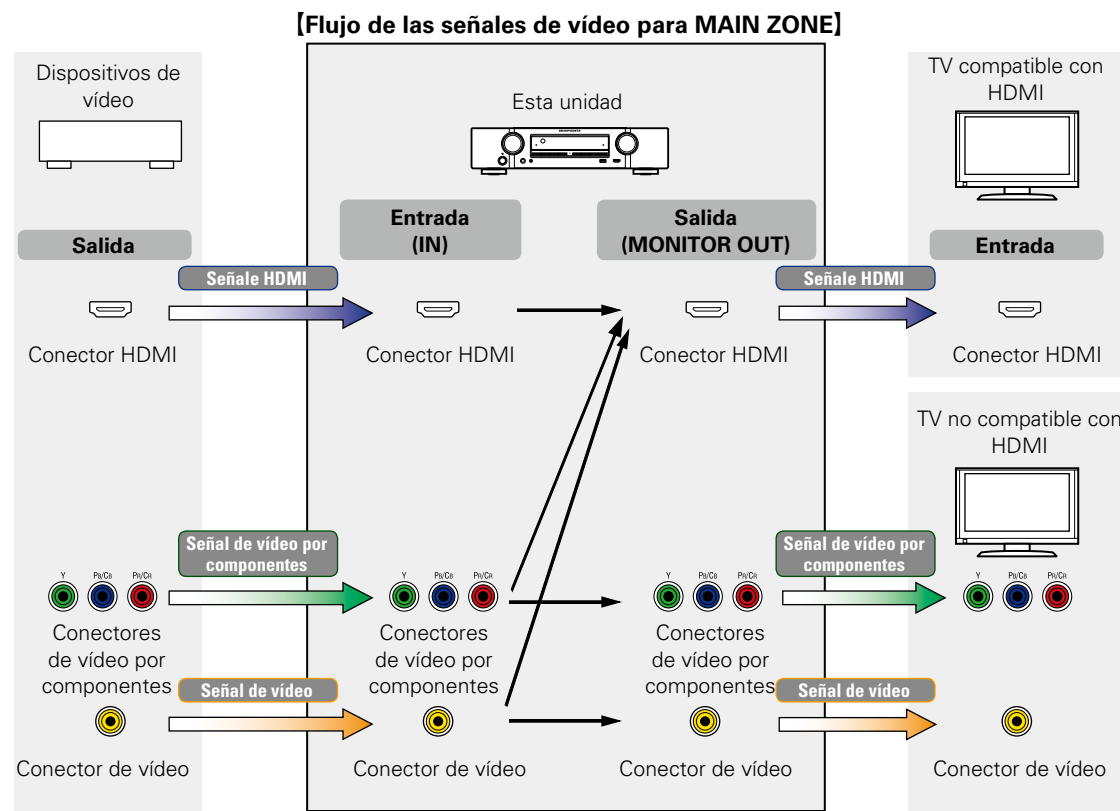 【Flujo de las señales de vídeo para MAIN ZONE】
Dispositivos de
vídeo
Esta unidad
TV compatible con
HDMI
Salida
Entrada
(IN)
Salida
(MONITOR OUT)
Entrada
Señale HDMI
Señale HDMI
Conector HDMI
Conector HDMI
Conector HDMI
Conector HDMI
TV no compatible con
HDMI
Señal de vídeo por
componentes
Señal de vídeo por
componentes
Y PB/CB PR/CR
Y PB/CB PR/CR
Y PB/CB PR/CR
Y PB/CB PR/CR
Conectores
de vídeo por
componentes
Conectores
de vídeo por
componentes
Conectores
de vídeo por
componentes
Señal de vídeo
Señal de vídeo
Conector de vídeo
Conector de vídeo
Conector de vídeo
Conector de vídeo